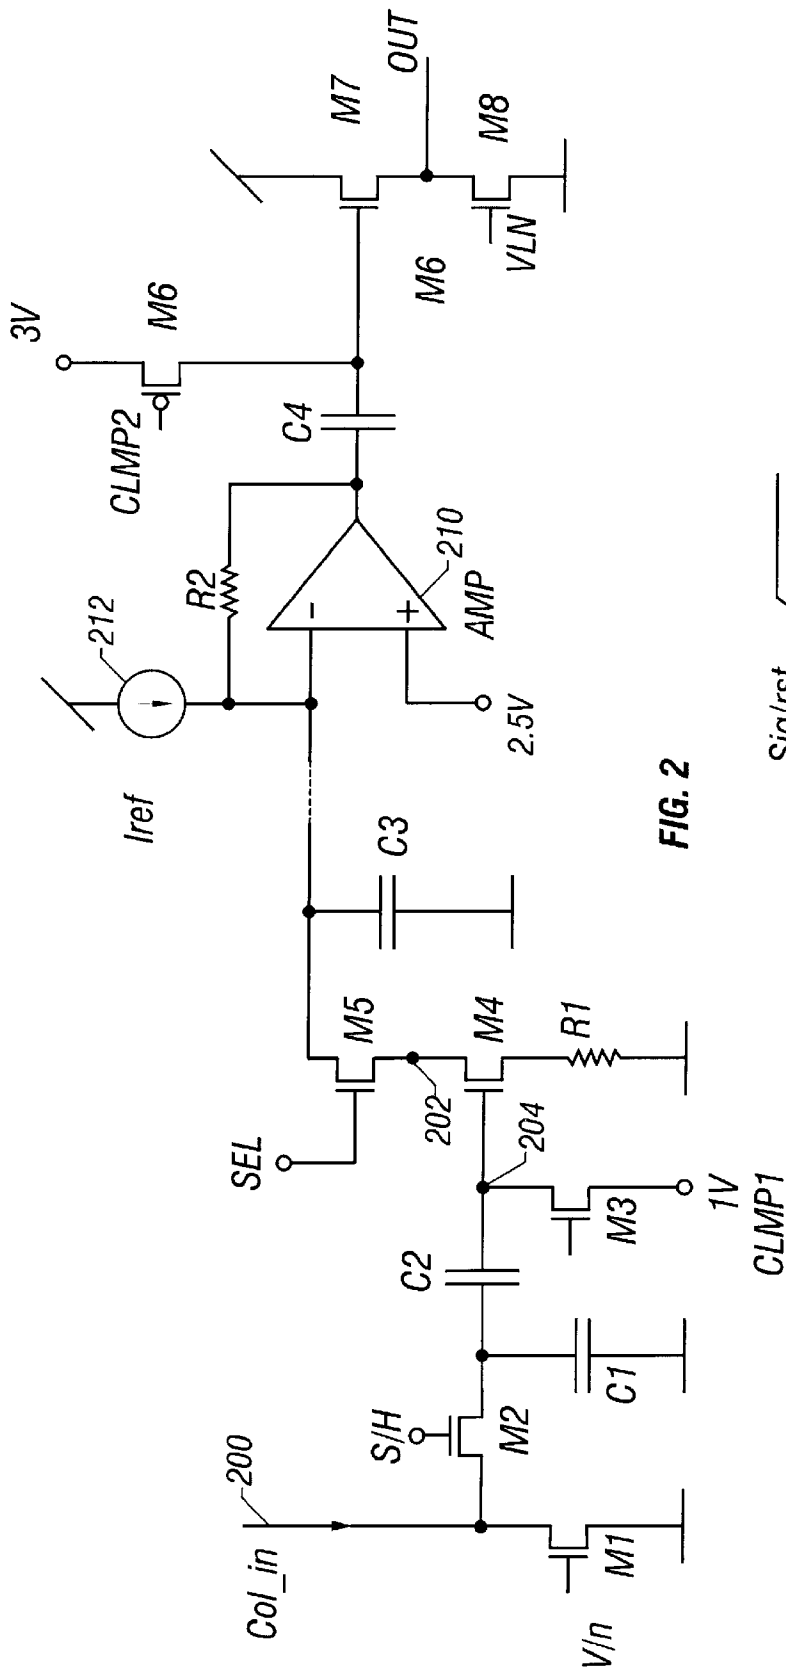 Col_in
200
V/n
M1
S/H
M2
C1
C2
204
M3
1V
CLMP1
SEL
202
M5
M4
R1
C3
Iref
212
R2
-
+
210
AMP
2.5V
C4
CLMP2
3V
M6
M6
M7
OUT
M8
VLN
FIG. 2
Sig/rst